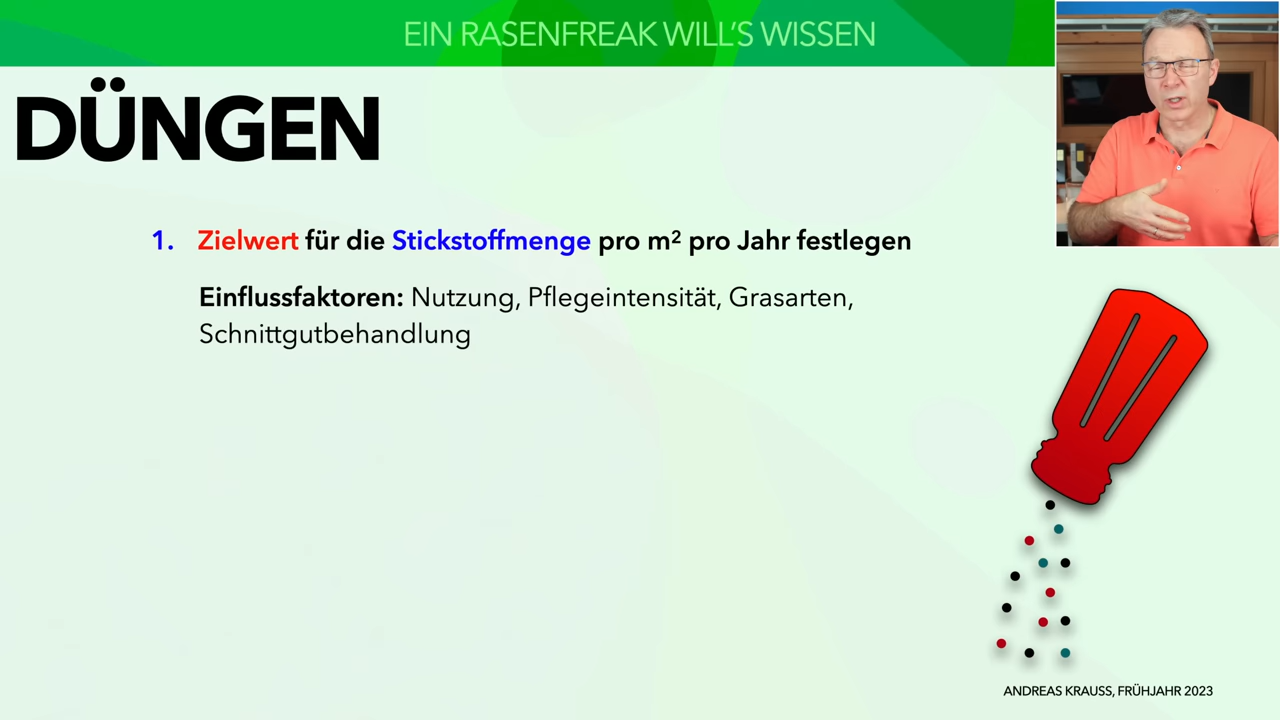 EIN RASENFREAK WILL'S WISSEN
DÜNGEN
1. Zielwert für die Stickstoffmenge pro m² pro Jahr festlegen
Einflussfaktoren: Nutzung, Pflegeintensität, Grasarten,
Schnittgutbehandlung
ANDREAS KRAUSS, FRÜHJAHR 2023